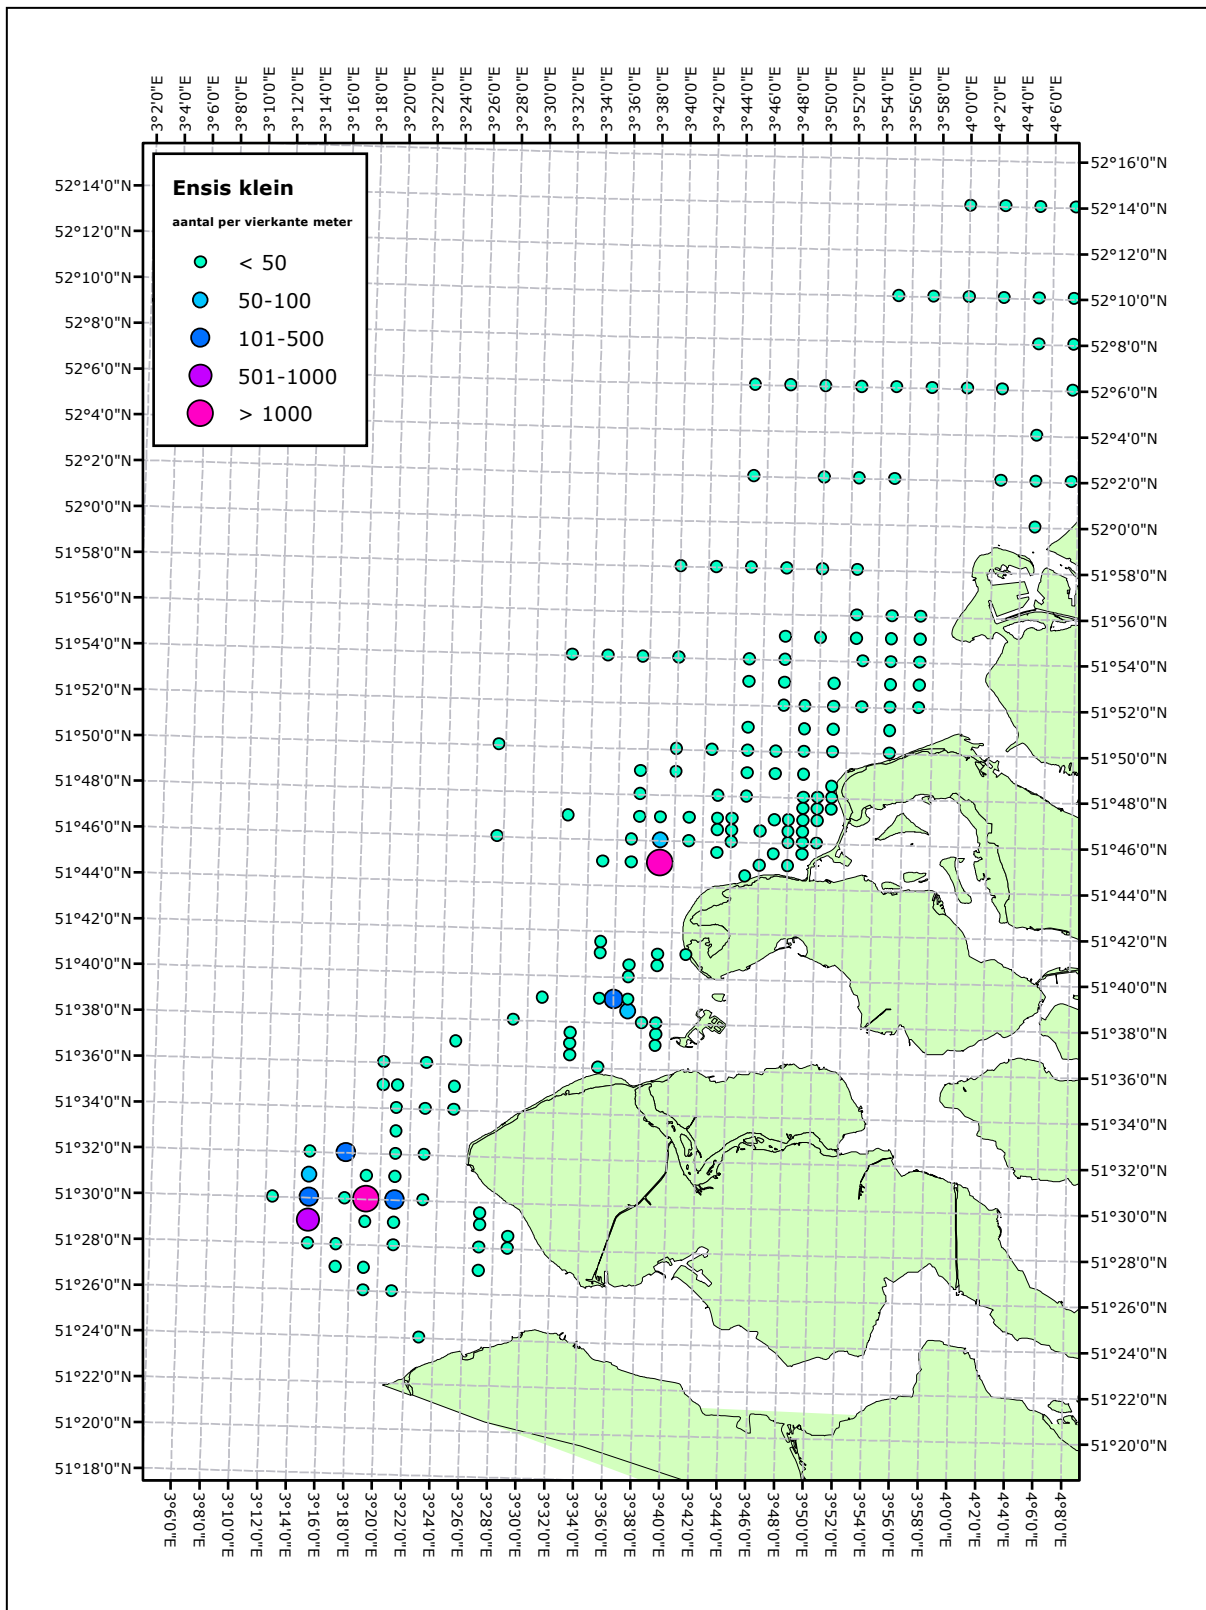 3°2'0"E
3°4'0"E
3°6'0"E
3°8'0"E
3°10'0"E
3°12'0"E
3°14'0"E
3°16'0"E
3°18'0"E
3°20'0"E
3°22'0"E
3°24'0"E
3°26'0"E
3°28'0"E
3°30'0"E
3°32'0"E
3°34'0"E
3°36'0"E
3°38'0"E
3°40'0"E
3°42'0"E
3°44'0"E
3°46'0"E
3°48'0"E
3°50'0"E
3°52'0"E
3°54'0"E
3°56'0"E
3°58'0"E
4°0'0"E
4°2'0"E
4°4'0"E
4°6'0"E
Ensis klein
aantal per vierkante meter
< 50
50-100
101-500
501-1000
> 1000
52°14'0"N
52°12'0"N
52°10'0"N
52°8'0"N
52°6'0"N
52°4'0"N
52°2'0"N
52°0'0"N
51°58'0"N
51°56'0"N
51°54'0"N
51°52'0"N
51°50'0"N
51°48'0"N
51°46'0"N
51°44'0"N
51°42'0"N
51°40'0"N
51°38'0"N
51°36'0"N
51°34'0"N
51°32'0"N
51°30'0"N
51°28'0"N
51°26'0"N
51°24'0"N
51°22'0"N
51°20'0"N
51°18'0"N
52°16'0"N
52°14'0"N
52°12'0"N
52°10'0"N
52°8'0"N
52°6'0"N
52°4'0"N
52°2'0"N
52°0'0"N
51°58'0"N
51°56'0"N
51°54'0"N
51°52'0"N
51°50'0"N
51°48'0"N
51°46'0"N
51°44'0"N
51°42'0"N
51°40'0"N
51°38'0"N
51°36'0"N
51°34'0"N
51°32'0"N
51°30'0"N
51°28'0"N
51°26'0"N
51°24'0"N
51°22'0"N
51°20'0"N
3°6'0"E
3°8'0"E
3°10'0"E
3°12'0"E
3°14'0"E
3°16'0"E
3°18'0"E
3°20'0"E
3°22'0"E
3°24'0"E
3°26'0"E
3°28'0"E
3°30'0"E
3°32'0"E
3°34'0"E
3°36'0"E
3°38'0"E
3°40'0"E
3°42'0"E
3°44'0"E
3°46'0"E
3°48'0"E
3°50'0"E
3°52'0"E
3°54'0"E
3°56'0"E
3°58'0"E
4°0'0"E
4°2'0"E
4°4'0"E
4°6'0"E
4°8'0"E